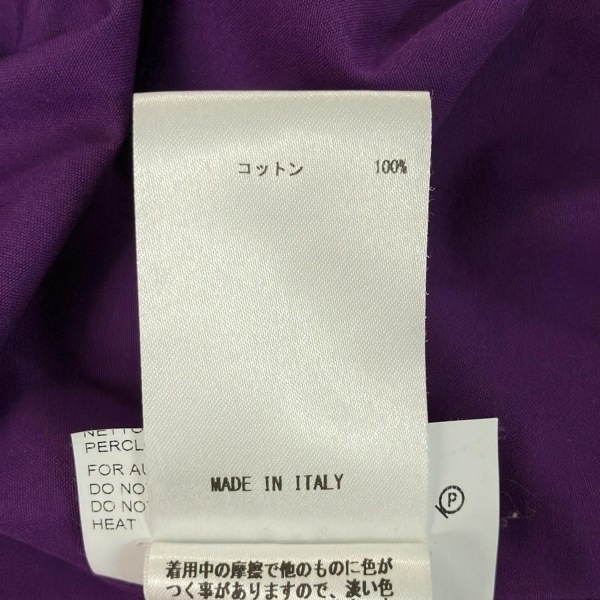 コットン 100%
MADE IN ITALY
PERCL
FOR AU
DO NO
DO NO
HEAT
P
着用中の摩擦で他のものに色が
つく事がありますので、淡い色